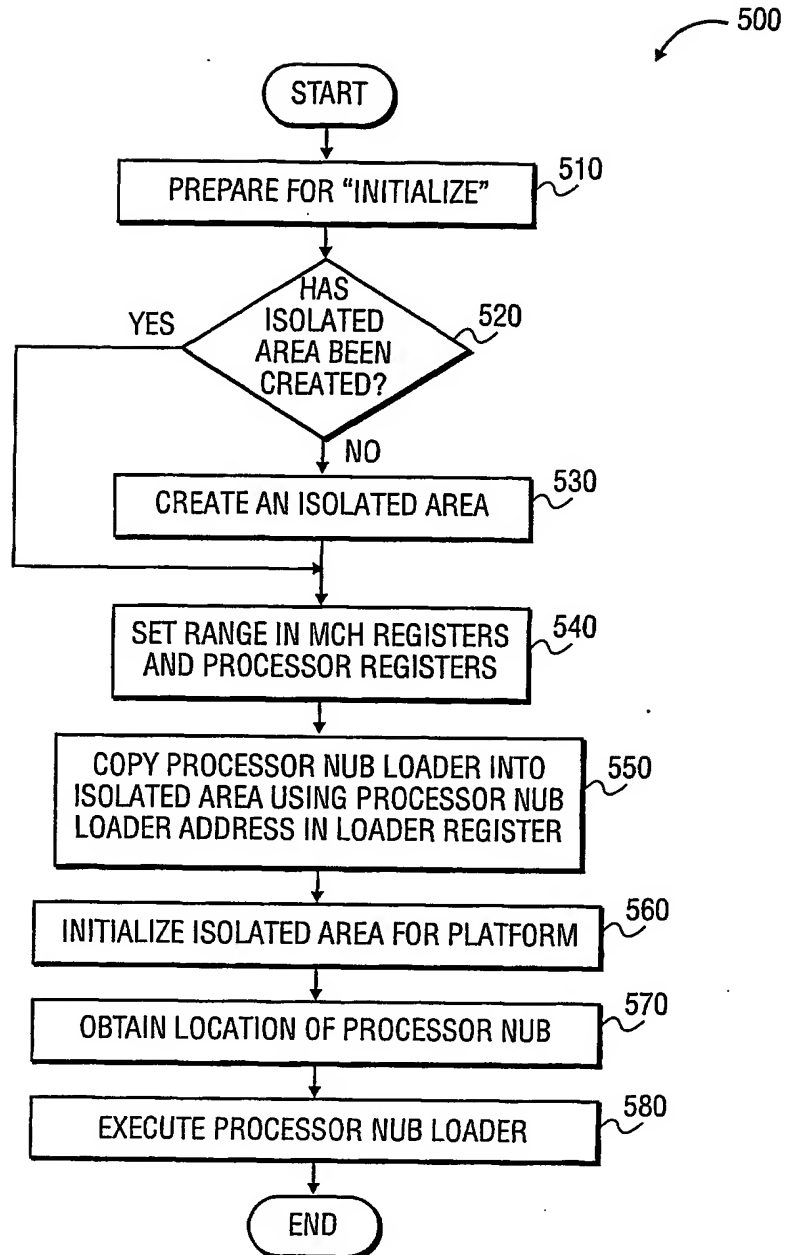 500
START
PREPARE FOR “INITIALIZE”
510
HAS
ISOLATED
AREA BEEN
CREATED?
520
YES
NO
CREATE AN ISOLATED AREA
530
SET RANGE IN MCH REGISTERS
AND PROCESSOR REGISTERS
540
COPY PROCESSOR NUB LOADER INTO
ISOLATED AREA USING PROCESSOR NUB
LOADER ADDRESS IN LOADER REGISTER
550
INITIALIZE ISOLATED AREA FOR PLATFORM
560
OBTAIN LOCATION OF PROCESSOR NUB
570
EXECUTE PROCESSOR NUB LOADER
580
END